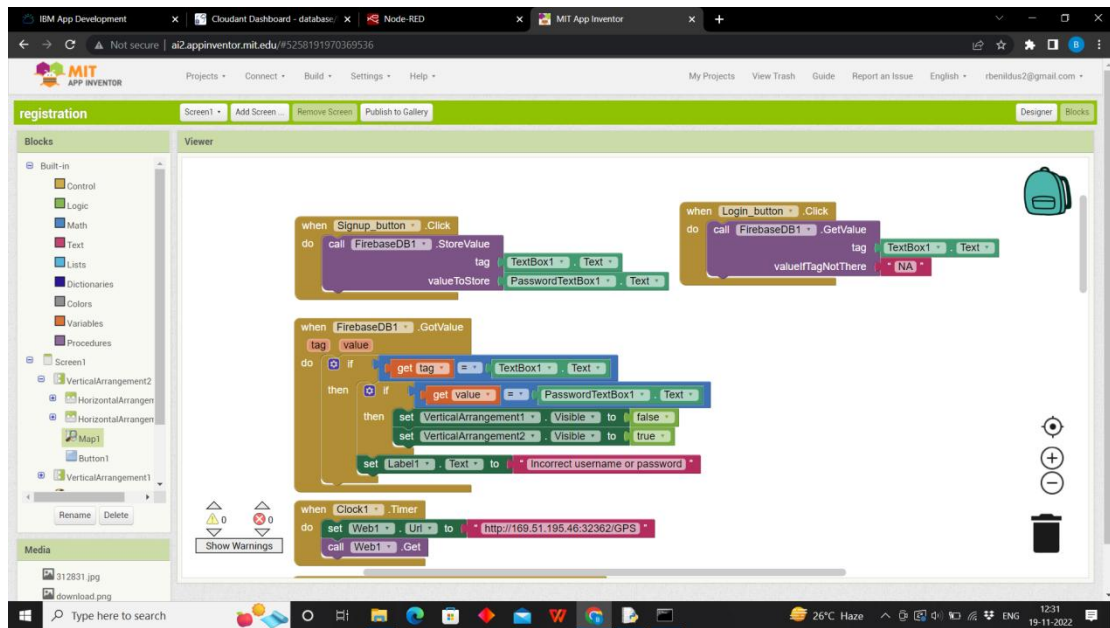 IBM App Development
Cloudant Dashboard - database/
Node-RED
MIT App Inventor
Not secure | ai2.appinventor.mit.edu/#5258191970369536
B
MIT
APP INVENTOR
Projects Connect Build Settings Help
My Projects View Trash Guide Report an Issue English rbenildus2@gmail.com
registration
Screen1 Add Screen ... Remove Screen Publish to Gallery
Designer Blocks
Blocks
Built-in
Control
Logic
Math
Text
Lists
Dictionaries
Colors
Variables
Procedures
Screen1
VerticalArrangement2
HorizontalArrangen
HorizontalArrangen
Map1
Button1
VerticalArrangement1
Rename Delete
Media
312831.jpg
download.png
Viewer
when Signup_button .Click
do call FirebaseDB1 .StoreValue
tag TextBox1 . Text
valueToStore PasswordTextBox1 . Text
when Login_button .Click
do call FirebaseDB1 .GetValue
tag TextBox1 . Text
valueIfTagNotThere " NA "
when FirebaseDB1 .GotValue
tag value
do if get tag = TextBox1 . Text
then if get value = PasswordTextBox1 . Text
then set VerticalArrangement1 . Visible to false
set VerticalArrangement2 . Visible to true
set Label1 . Text to " Incorrect username or password "
when Clock1 .Timer
do set Web1 . Url to " http://169.51.195.46:32362/GPS "
call Web1 .Get
0 0
Show Warnings
Type here to search
26°C Haze
ENG
12:31
19-11-2022